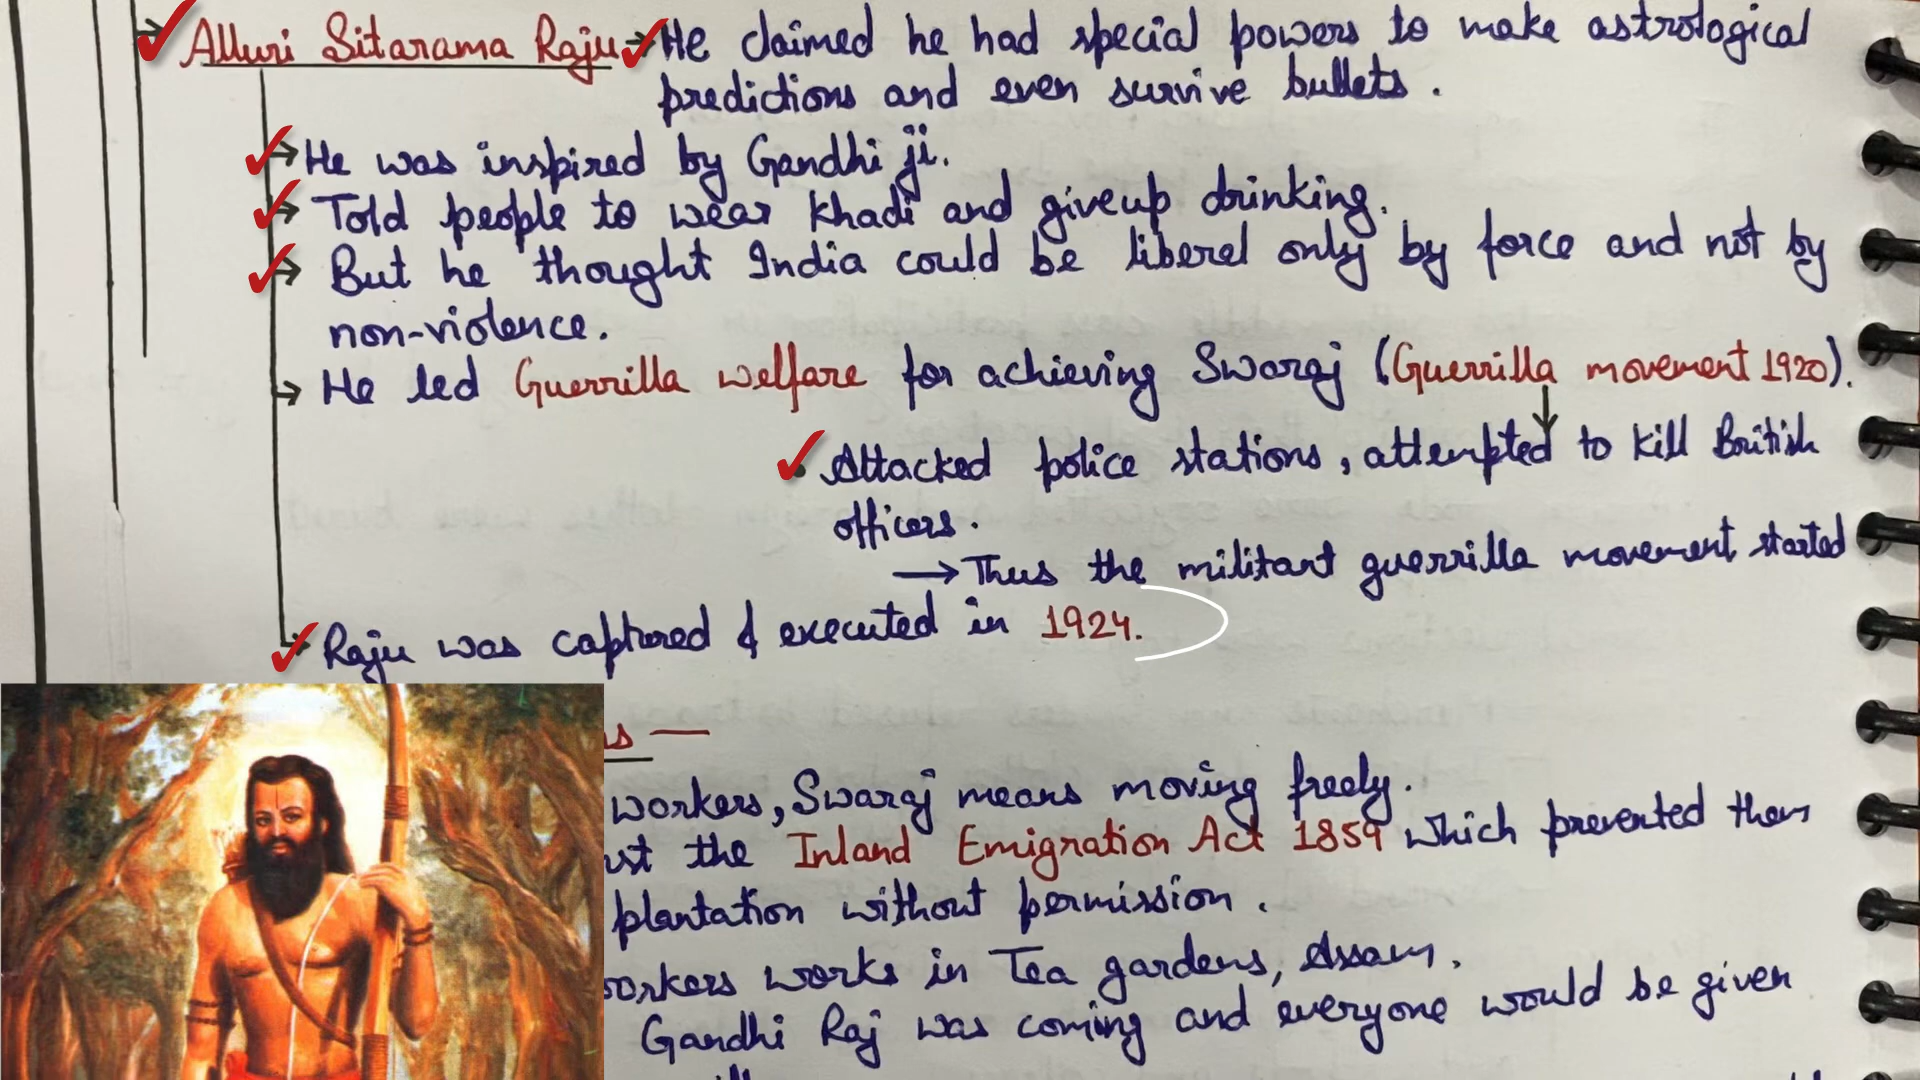 Alluri Sitarama Raju → He claimed he had special powers to make astrological
predictions and even survive bullets.
→ He was inspired by Gandhi ji.
→ Told people to wear khadi and giveup drinking.
→ But he thought India could be liberel only by force and not by
non-violence.
→ He led Guerrilla welfare for achieving Swaraj (Guerrilla movement 1920).
• Attacked police stations, attempted to kill British
officers.
→ Thus the militant guerrilla movement started
→ Raju was captured & executed in 1924.
workers, Swaraj means moving freely.
the Inland Emigration Act 1859 which prevented them
plantation without permission.
workers works in Tea gardens, Assam.
Gandhi Raj was coming and everyone would be given